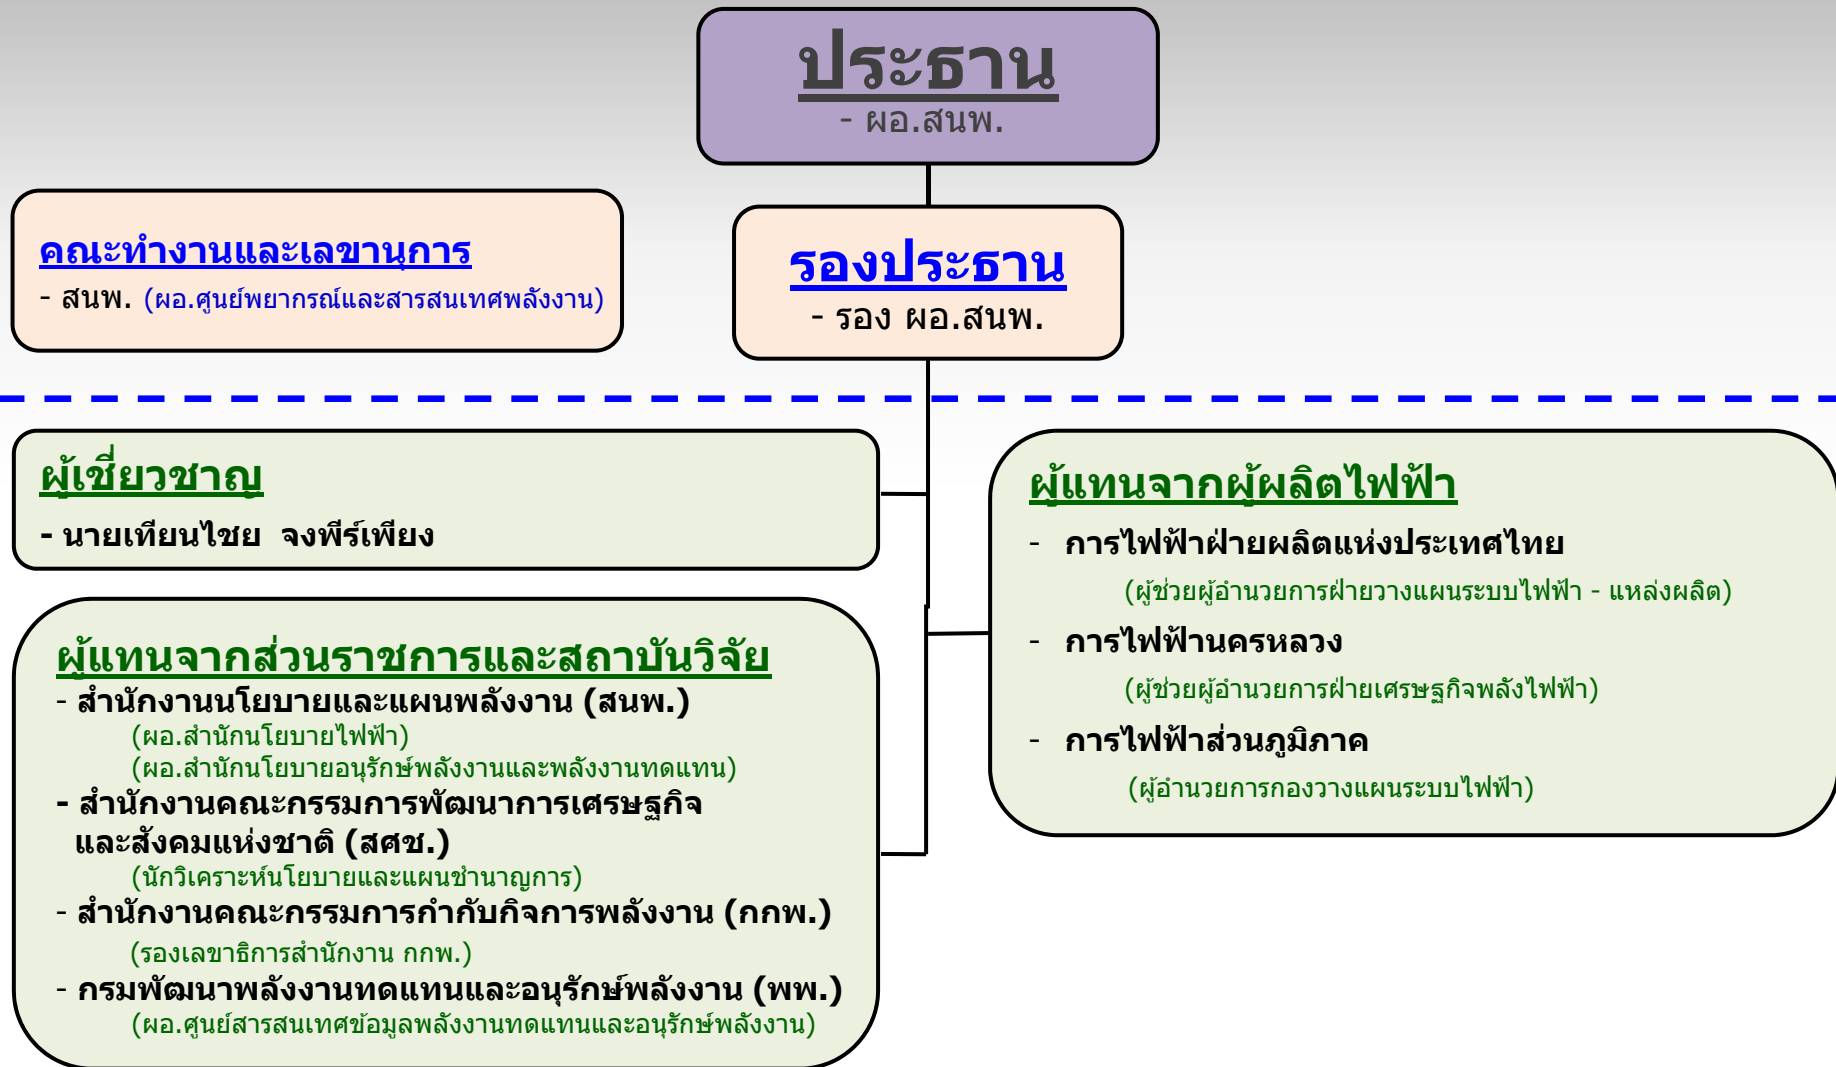 ประธาน
- ผอ.สนพ.
คณะทำงานและเลขานุการ
- สนพ. (ผอ.ศูนย์พยากรณ์และสารสนเทศพลังงาน)
รองประธาน
- รอง ผอ.สนพ.
ผู้เชี่ยวชาญ
- นายเทียนไชย จงพีร์เพียง
ผู้แทนจากส่วนราชการและสถาบันวิจัย
- สำนักงานนโยบายและแผนพลังงาน (สนพ.)
(ผอ.สำนักนโยบายไฟฟ้า)
(ผอ.สำนักนโยบายอนุรักษ์พลังงานและพลังงานทดแทน)
- สำนักงานคณะกรรมการพัฒนาการเศรษฐกิจ
และสังคมแห่งชาติ (สศช.)
(นักวิเคราะห์นโยบายและแผนชำนาญการ)
- สำนักงานคณะกรรมการกำกับกิจการพลังงาน (กกพ.)
(รองเลขาธิการสำนักงาน กกพ.)
- กรมพัฒนาพลังงานทดแทนและอนุรักษ์พลังงาน (พพ.)
(ผอ.ศูนย์สารสนเทศข้อมูลพลังงานทดแทนและอนุรักษ์พลังงาน)
ผู้แทนจากผู้ผลิตไฟฟ้า
- การไฟฟ้าฝ่ายผลิตแห่งประเทศไทย
(ผู้ช่วยผู้อำนวยการฝ่ายวางแผนระบบไฟฟ้า - แหล่งผลิต)
- การไฟฟ้านครหลวง
(ผู้ช่วยผู้อำนวยการฝ่ายเศรษฐกิจพลังไฟฟ้า)
- การไฟฟ้าส่วนภูมิภาค
(ผู้อำนวยการกองวางแผนระบบไฟฟ้า)